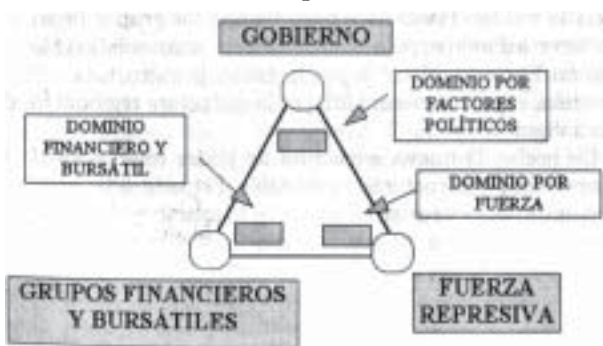 GOBIERNO
DOMINIO POR
FACTORES
POLÍTICOS
DOMINIO
FINANCIERO Y
BURSÁTIL
DOMINIO POR
FUERZA
GRUPOS FINANCIEROS
Y BURSÁTILES
FUERZA
REPRESIVA